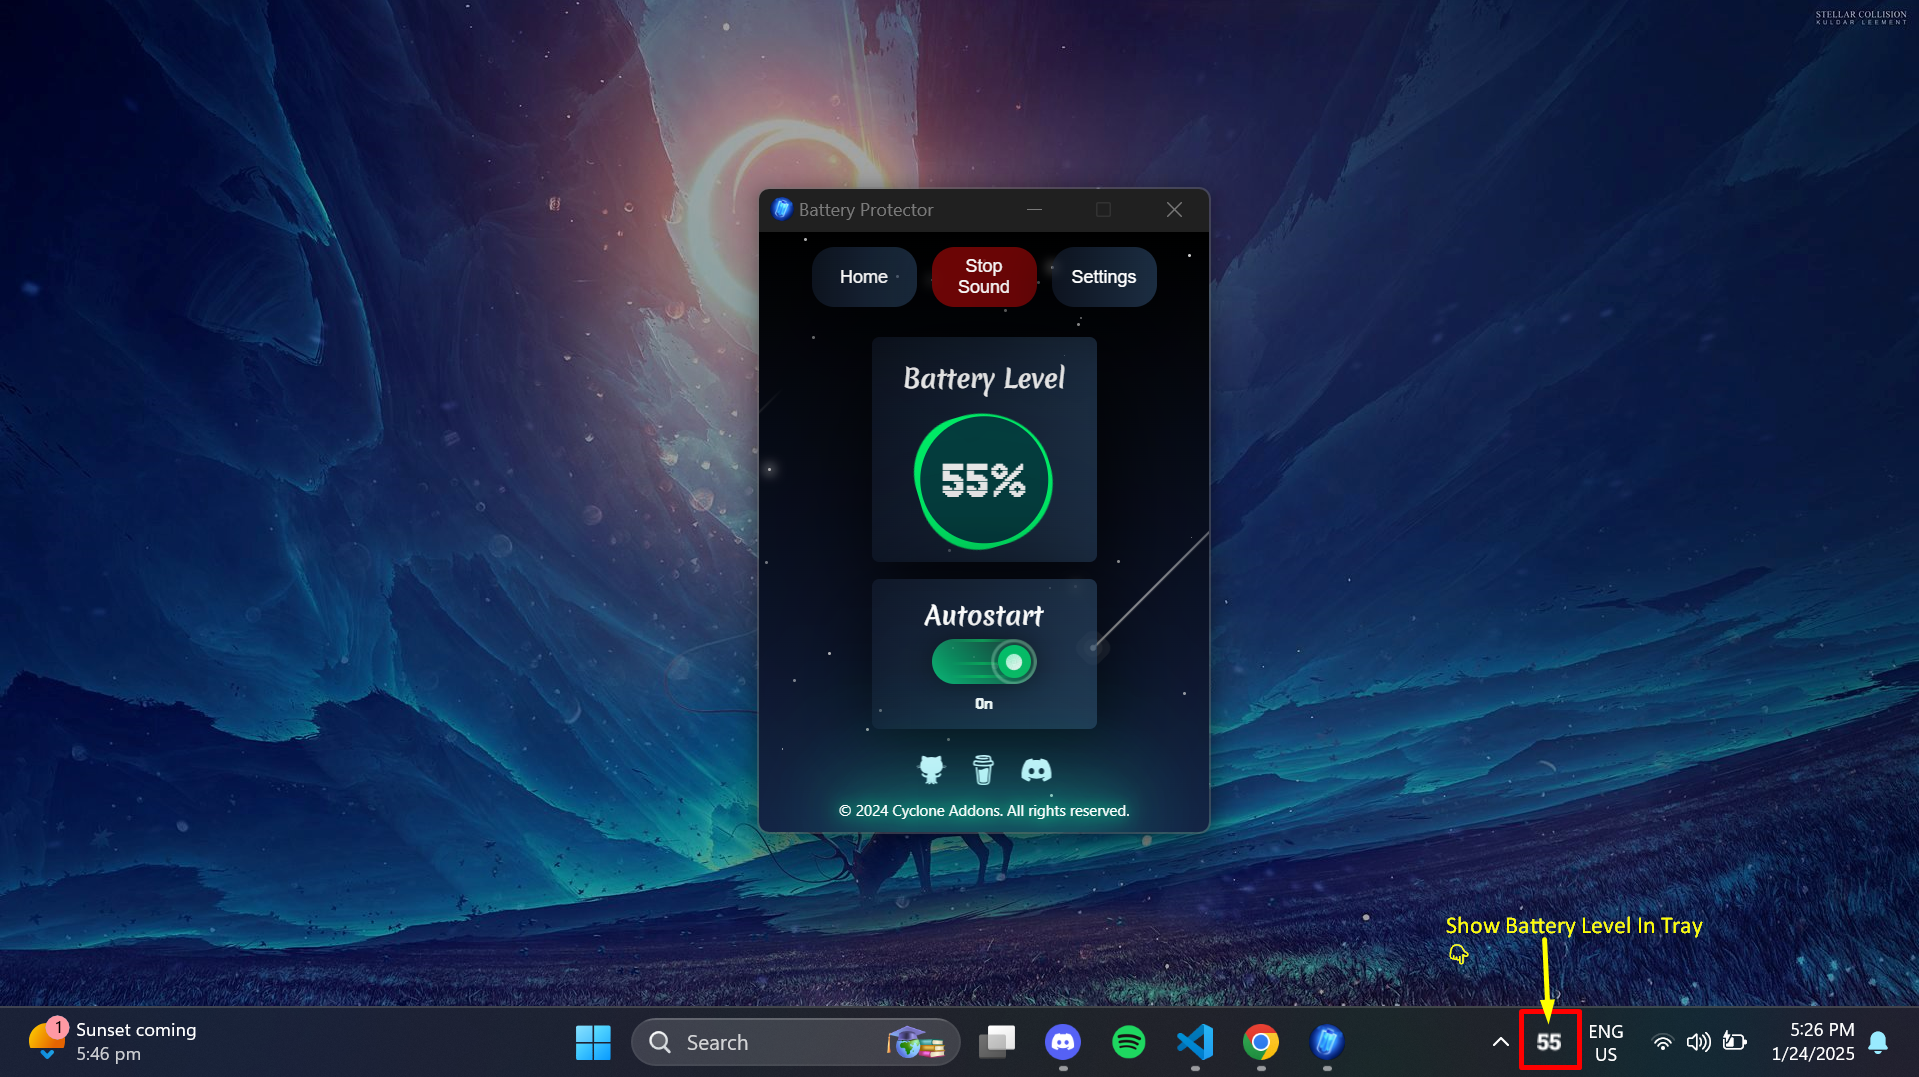 STELLAR COLLISION
KULDAR LEEMENT
Battery Protector
Home
Stop
Sound
Settings
Battery Level
55%
Autostart
On
© 2024 Cyclone Addons. All rights reserved.
Show Battery Level In Tray
1
Sunset coming
5:46 pm
Search
55
ENG
US
5:26 PM
1/24/2025